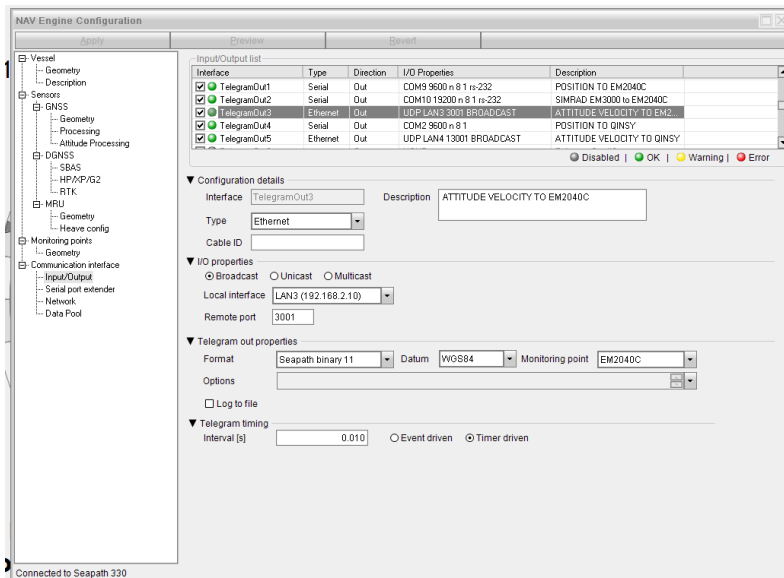 NAV Engine Configuration
Apply Preview Revert
Vessel
Geometry
Description
Sensors
GNSS
Geometry
Processing
Attitude Processing
DGNSS
SBAS
HP/XP/G2
RTK
MRU
Geometry
Heave config
Monitoring points
Geometry
Communication interface
Input/Output
Serial port extender
Network
Data Pool
Input/Output list
Interface Type Direction I/O Properties Description
TelegramOut1 Serial Out COM9 9600 n 8 1 rs-232 POSITION TO EM2040C
TelegramOut2 Serial Out COM10 19200 n 8 1 rs-232 SIMRAD EM3000 to EM2040C
TelegramOut3 Ethernet Out UDP LAN3 3001 BROADCAST ATTITUDE VELOCITY TO EM2...
TelegramOut4 Serial Out COM2 9600 n 8 1 POSITION TO QINSY
TelegramOut5 Ethernet Out UDP LAN4 13001 BROADCAST ATTITUDE VELOCITY TO QINSY
Disabled | OK | Warning | Error
Configuration details
Interface TelegramOut3 Description ATTITUDE VELOCITY TO EM2040C
Type Ethernet
Cable ID
I/O properties
Broadcast Unicast Multicast
Local interface LAN3 (192.168.2.10)
Remote port 3001
Telegram out properties
Format Seapath binary 11 Datum WGS84 Monitoring point EM2040C
Options
Log to file
Telegram timing
Interval [s] 0.010 Event driven Timer driven
Connected to Seapath 330